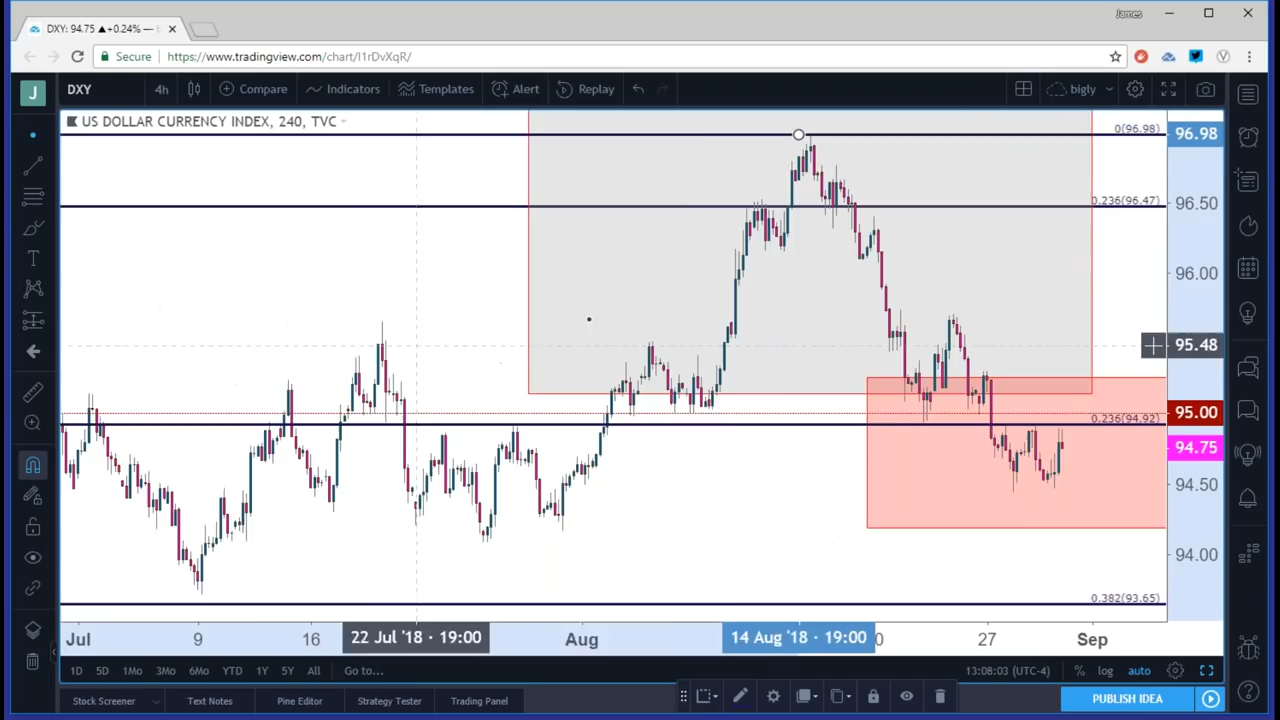 James
DXY: 94.75 ▲+0.24% —
Secure
https://www.tradingview.com/chart/I1rDvXqR/
J
DXY
4h
Compare
Indicators
Templates
Alert
Replay
bigly
US DOLLAR CURRENCY INDEX, 240, TVC
0(96.98)
96.98
0.236(96.47)
96.50
96.00
95.48
95.00
0.236(94.92)
94.75
94.50
94.00
0.382(93.65)
Jul
9
16
22 Jul '18 · 19:00
Aug
14 Aug '18 · 19:00
0
27
Sep
1D
5D
1Mo
3Mo
6Mo
YTD
1Y
5Y
All
Go to...
13:08:03 (UTC-4)
%
log
auto
Stock Screener
Text Notes
Pine Editor
Strategy Tester
Trading Panel
PUBLISH IDEA